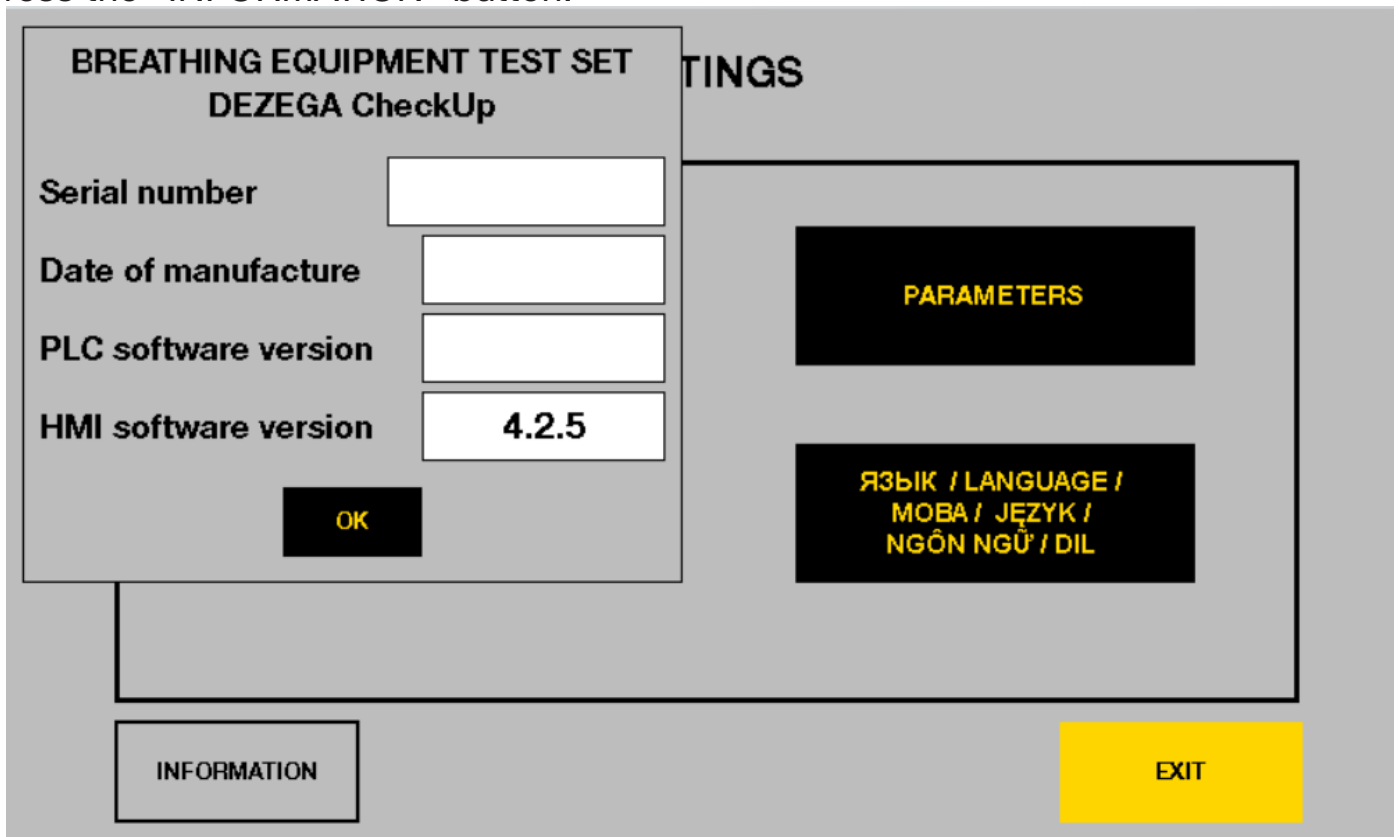 BREATHING EQUIPMENT TEST SET
DEZEGA CheckUp
TINGS
Serial number
Date of manufacture
PLC software version
HMI software version 4.2.5
OK
PARAMETERS
ЯЗЫК / LANGUAGE /
МОВА / JĘZYK /
NGÔN NGỮ / DIL
INFORMATION
EXIT